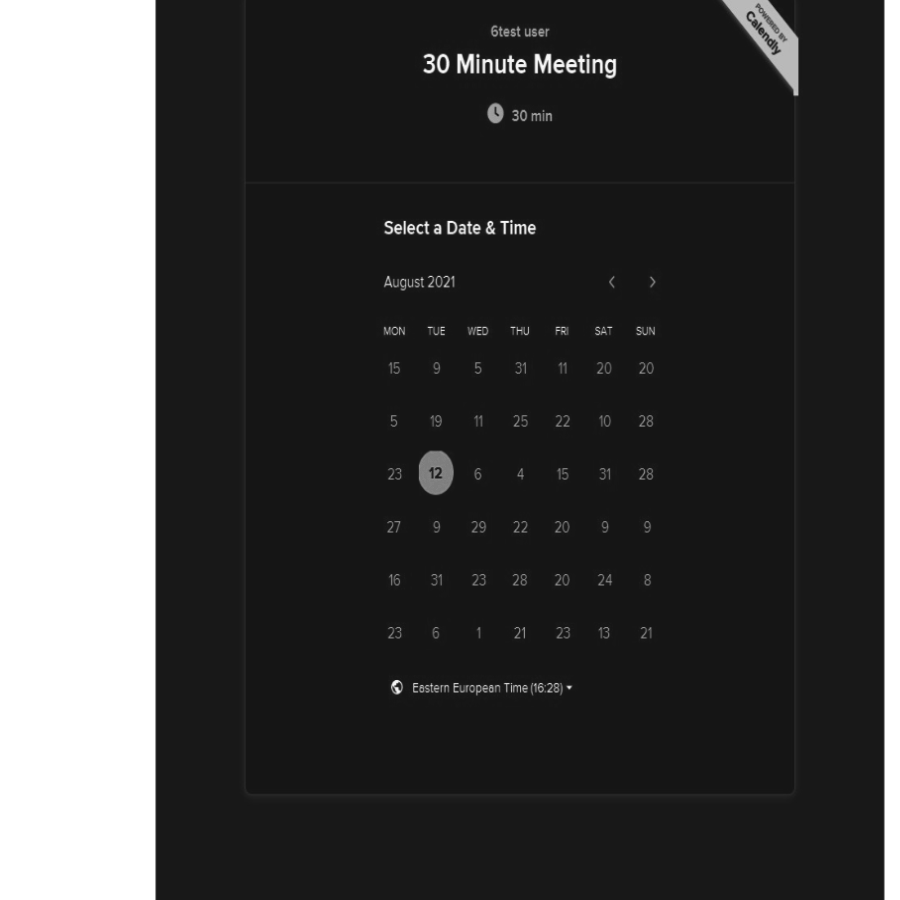 POWERED BY
Calendly
6test user
30 Minute Meeting
30 min
Select a Date & Time
August 2021
MON TUE WED THU FRI SAT SUN
15 9 5 31 11 20 20
5 19 11 25 22 10 28
23 12 6 4 15 31 28
27 9 29 22 20 9 9
16 31 23 28 20 24 8
23 6 1 21 23 13 21
Eastern European Time (16:28)